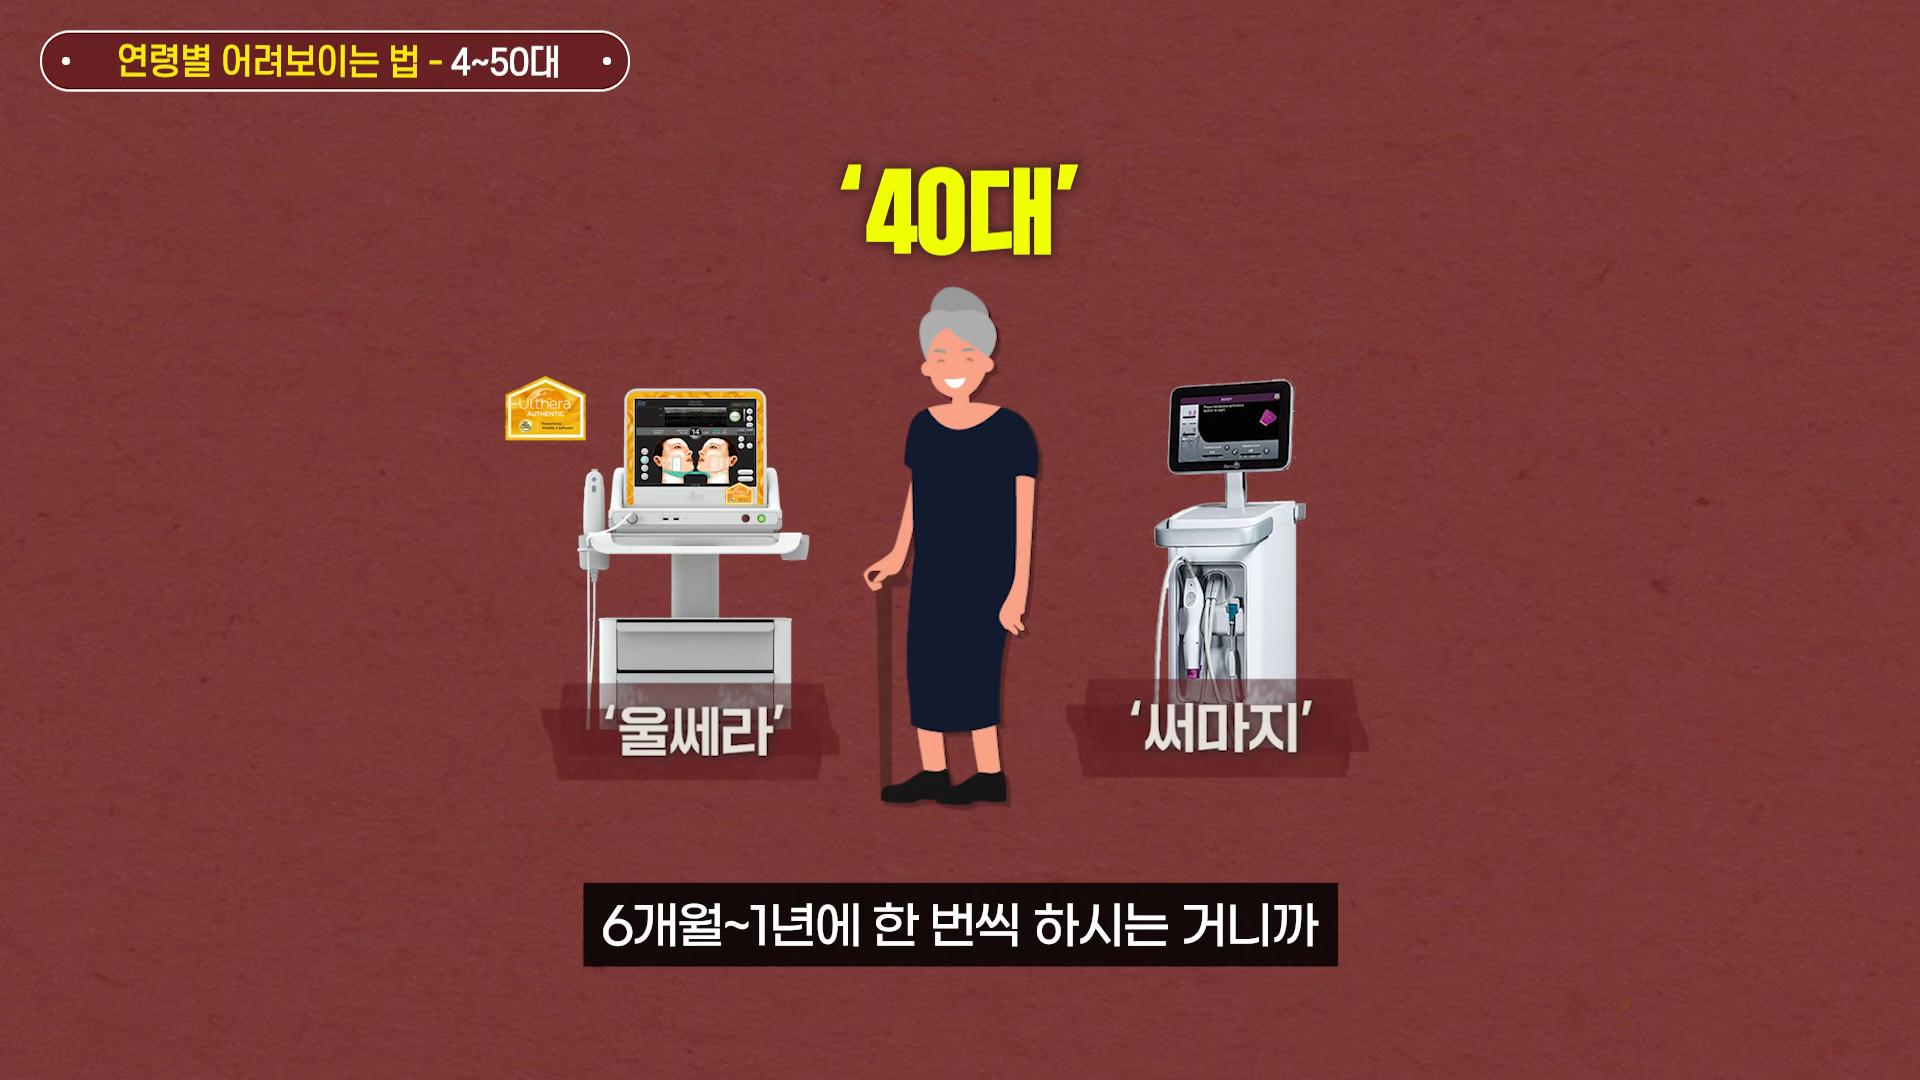 연령별 어려보이는 법 - 4~50대
‘40대’
Ulthera
AUTHENTIC
14
‘울쎄라’
‘써마지’
6개월~1년에 한 번씩 하시는 거니까